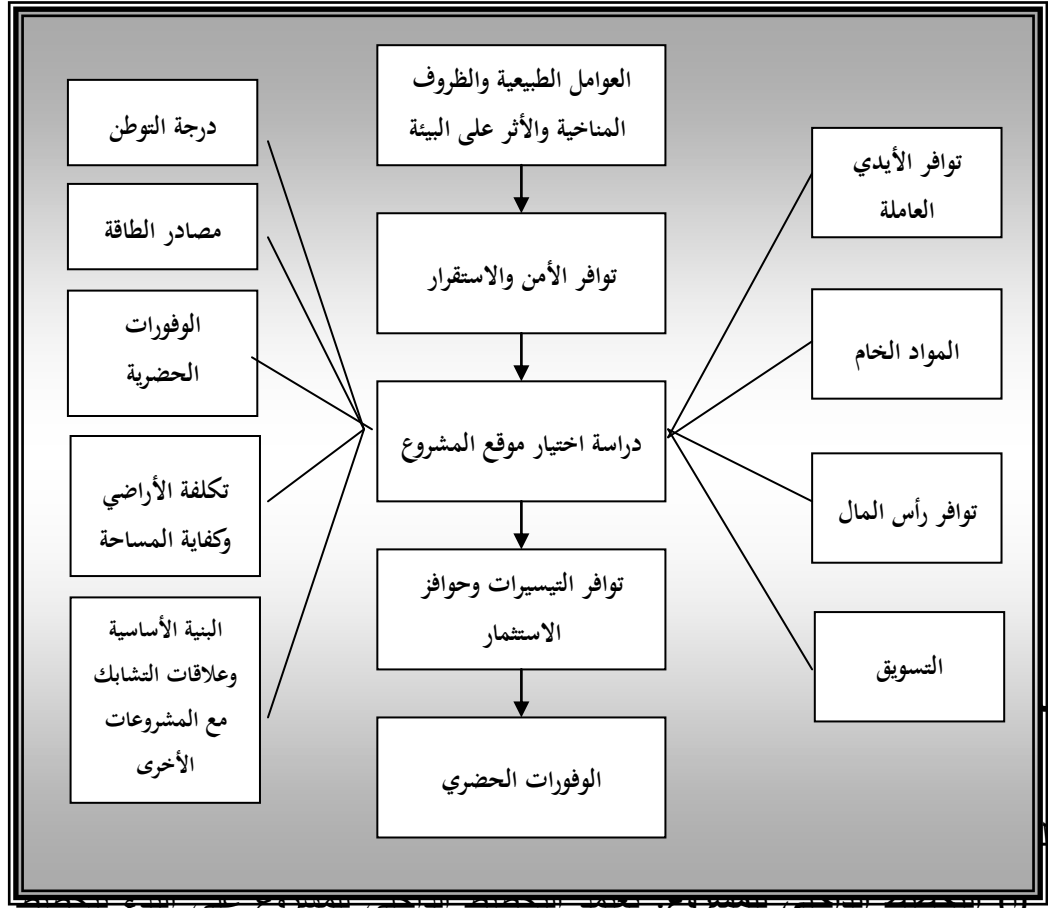 العوامل الطبيعية والظروف
المناخية والأثر على البيئة
توافر الأمن والاستقرار
دراسة اختيار موقع المشروع
توافر التيسيرات وحوافز
الاستثمار
الوفورات الحضري
توافر الأيدي
العاملة
المواد الخام
توافر رأس المال
التسويق
درجة التوطن
مصادر الطاقة
الوفورات
الحضرية
تكلفة الأراضي
وكفاية المساحة
البنية الأساسية
وعلاقات التشابك
مع المشروعات
الأخرى